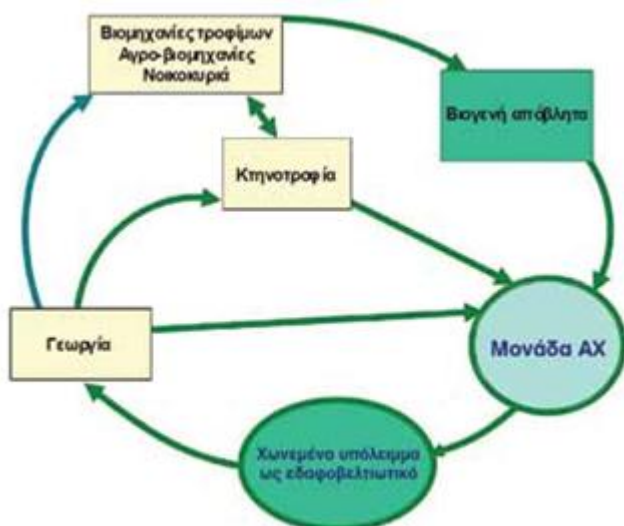 Βιομηχανίες τροφίμων
Αγρο-βιομηχανίες
Νοικοκυριά
Βιογενή απόβλητα
Κτηνοτροφία
Γεωργία
Μονάδα ΑΧ
Χωνεμένο υπόλειμμα
ως εδαφοβελτιωτικό